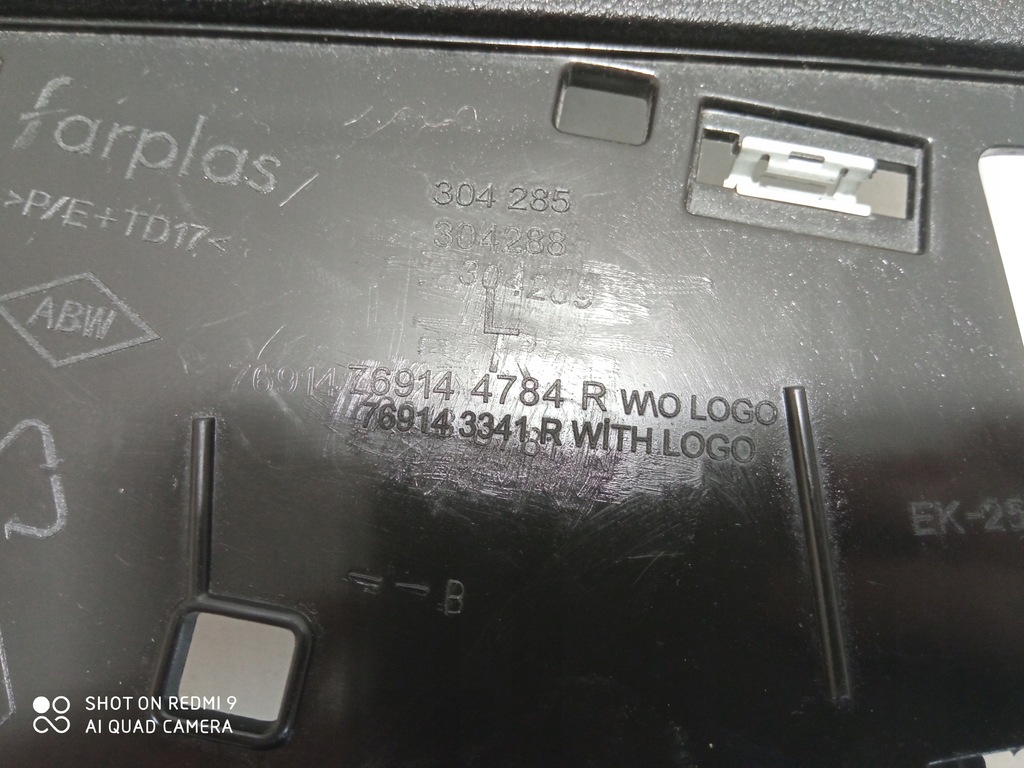 farplas
>P/E+TD17<
ABW
304 285
304288
L
R
76914 76914 4784 R W\O LOGO
76914 3341 R WITH LOGO
EK-2
B
SHOT ON REDMI 9
AI QUAD CAMERA